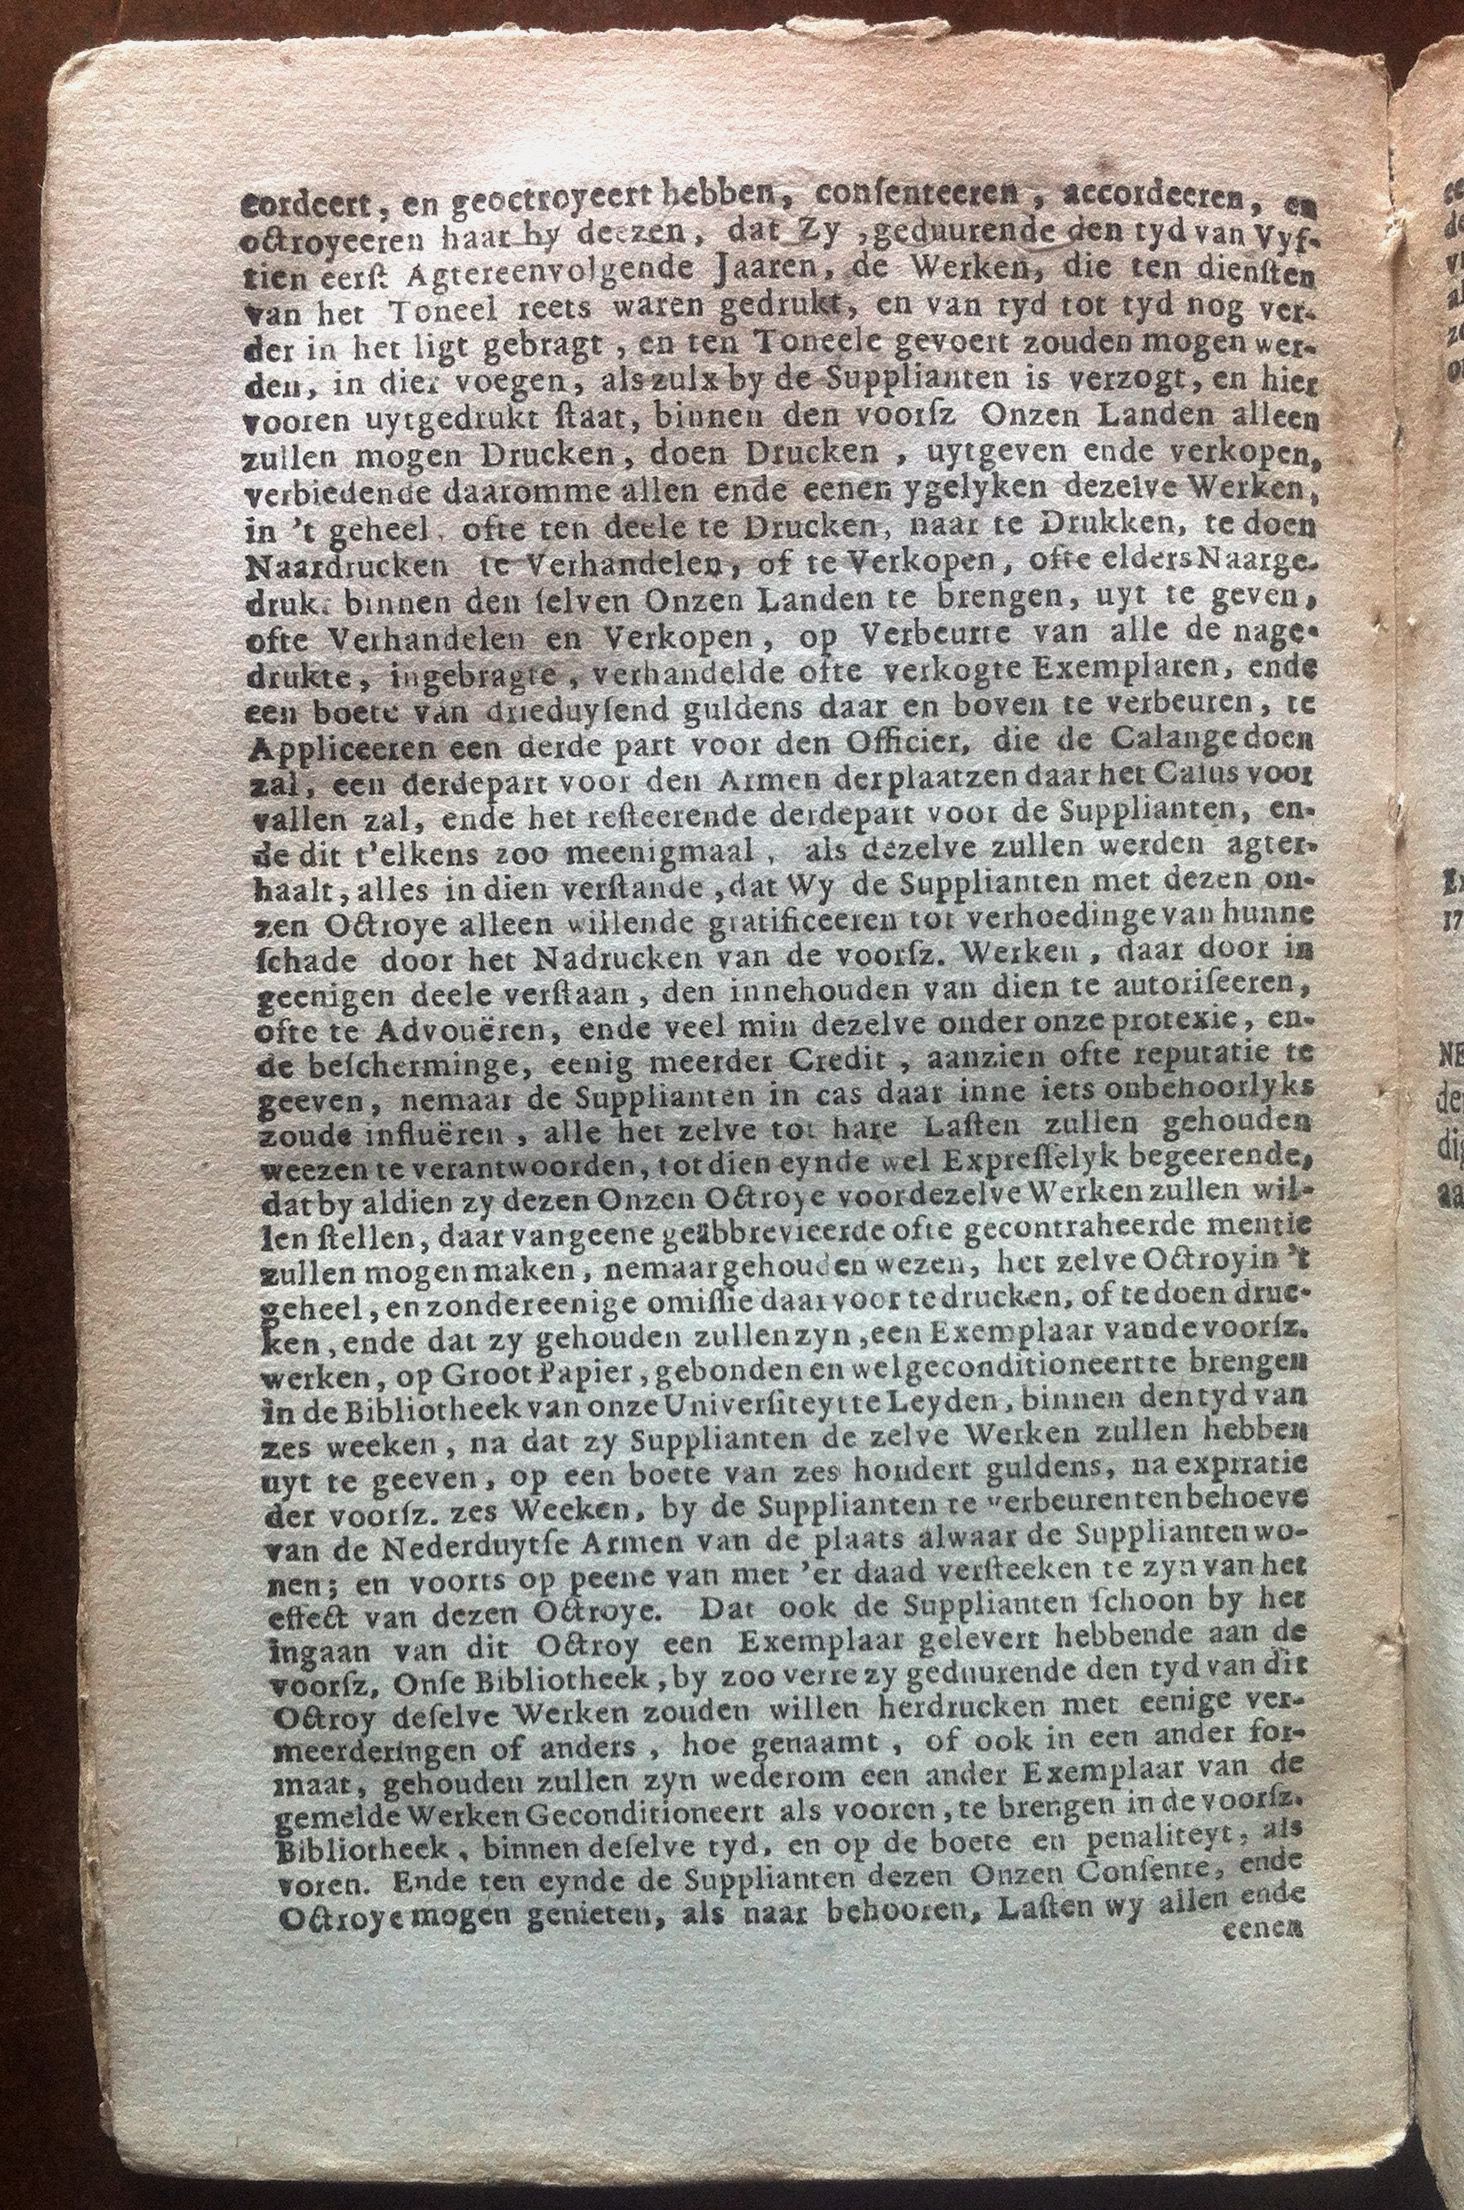 cordeert, en geoctroyeert hebben, conſenteeren, accordeeren, en
octroyeeren haar by deezen, dat Zy, geduurende den tyd van Vyf-
tien eerſt Agtereenvolgende Jaaren, de Werken, die ten dienſten
van het Toneel reets waren gedrukt, en van tyd tot tyd nog ver-
der in het ligt gebragt, en ten Toneele gevoert zouden mogen wer-
den, in dier voegen, als zulx by de Supplianten is verzogt, en hier
vooren uytgedrukt ſtaat, binnen den voorſz Onzen Landen alleen
zullen mogen Drucken, doen Drucken, uytgeven ende verkopen,
verbiedende daaromme allen ende eenen ygelyken dezelve Werken,
in 't geheel, ofte ten deele te Drucken, naar te Drukken, te doen
Naardrucken te Verhandelen, of te Verkopen, ofte elders Naarge-
druk: binnen den ſelven Onzen Landen te brengen, uyt te geven,
ofte Verhandelen en Verkopen, op Verbeurte van alle de nage-
drukte, ingebragte, verhandelde ofte verkogte Exemplaren, ende
een boete van drieduyſend guldens daar en boven te verbeuren, te
Appliceeren een derde part voor den Officier, die de Calange doen
zal, een derdepart voor den Armen der plaatzen daar het Caſus voor
vallen zal, ende het reſteerende derdepart voor de Supplianten, en-
de dit t'elkens zoo meenigmaal, als dezelve zullen werden agter-
haalt, alles in dien verſtande, dat Wy de Supplianten met dezen on-
zen Octroye alleen willende gratificeeren tot verhoedinge van hunne
ſchade door het Nadrucken van de voorſz. Werken, daar door in
geenigen deele verſtaan, den innehouden van dien te autoriſeeren,
ofte te Advouëren, ende veel min dezelve onder onze protexie, en-
de beſcherminge, eenig meerder Credit, aanzien ofte reputatie te
geeven, nemaar de Supplianten in cas daar inne iets onbehoorlyks
zoude influëren, alle het zelve tot hare Laſten zullen gehouden
weezen te verantwoorden, tot dien eynde wel Expreſſelyk begeerende,
dat by aldien zy dezen Onzen Octroye voor dezelve Werken zullen wil-
len ſtellen, daar van geene geäbbrevieerde ofte gecontraheerde mentie
zullen mogen maken, nemaar gehouden wezen, het zelve Octroy in 't
geheel, en zonder eenige omiſſie daar voor te drucken, of te doen druc-
ken, ende dat zy gehouden zullen zyn, een Exemplaar van de voorſz.
werken, op Groot Papier, gebonden en wel geconditioneert te brengen
in de Bibliotheek van onze Univerſiteyt te Leyden, binnen den tyd van
zes weeken, na dat zy Supplianten de zelve Werken zullen hebben
uyt te geeven, op een boete van zes hondert guldens, na expiratie
der voorſz. zes Weeken, by de Supplianten te verbeuren ten behoeve
van de Nederduytſe Armen van de plaats alwaar de Supplianten wo-
nen; en voorts op peene van met 'er daad verſteeken te zyn van het
effect van dezen Octroye. Dat ook de Supplianten ſchoon by het
ingaan van dit Octroy een Exemplaar gelevert hebbende aan de
voorſz, Onſe Bibliotheek, by zoo verre zy geduurende den tyd van dit
Octroy deſelve Werken zouden willen herdrucken met eenige ver-
meerderingen of anders, hoe genaamt, of ook in een ander for-
maat, gehouden zullen zyn wederom een ander Exemplaar van de
gemelde Werken Geconditioneert als vooren, te brengen in de voorſz.
Bibliotheek, binnen deſelve tyd, en op de boete en penaliteyt, als
voren. Ende ten eynde de Supplianten dezen Onzen Conſente, ende
Octroye mogen genieten, als naar behooren, Laſten wy allen ende
eenen